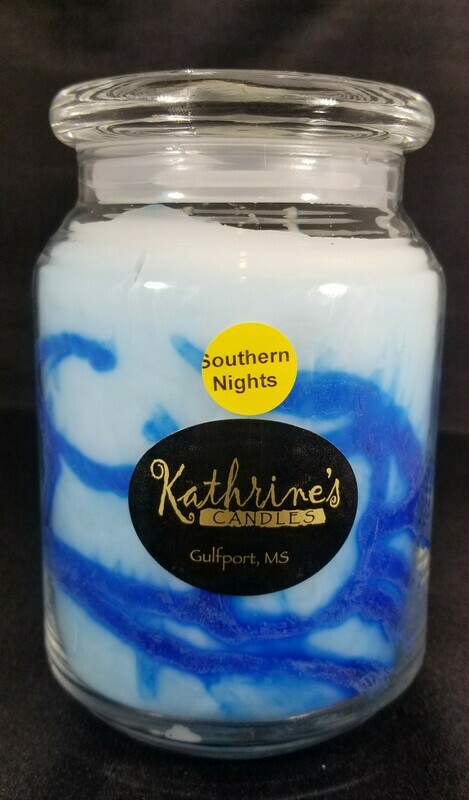 Southern
Nights
Kathrine's
CANDLES
Gulfport, MS